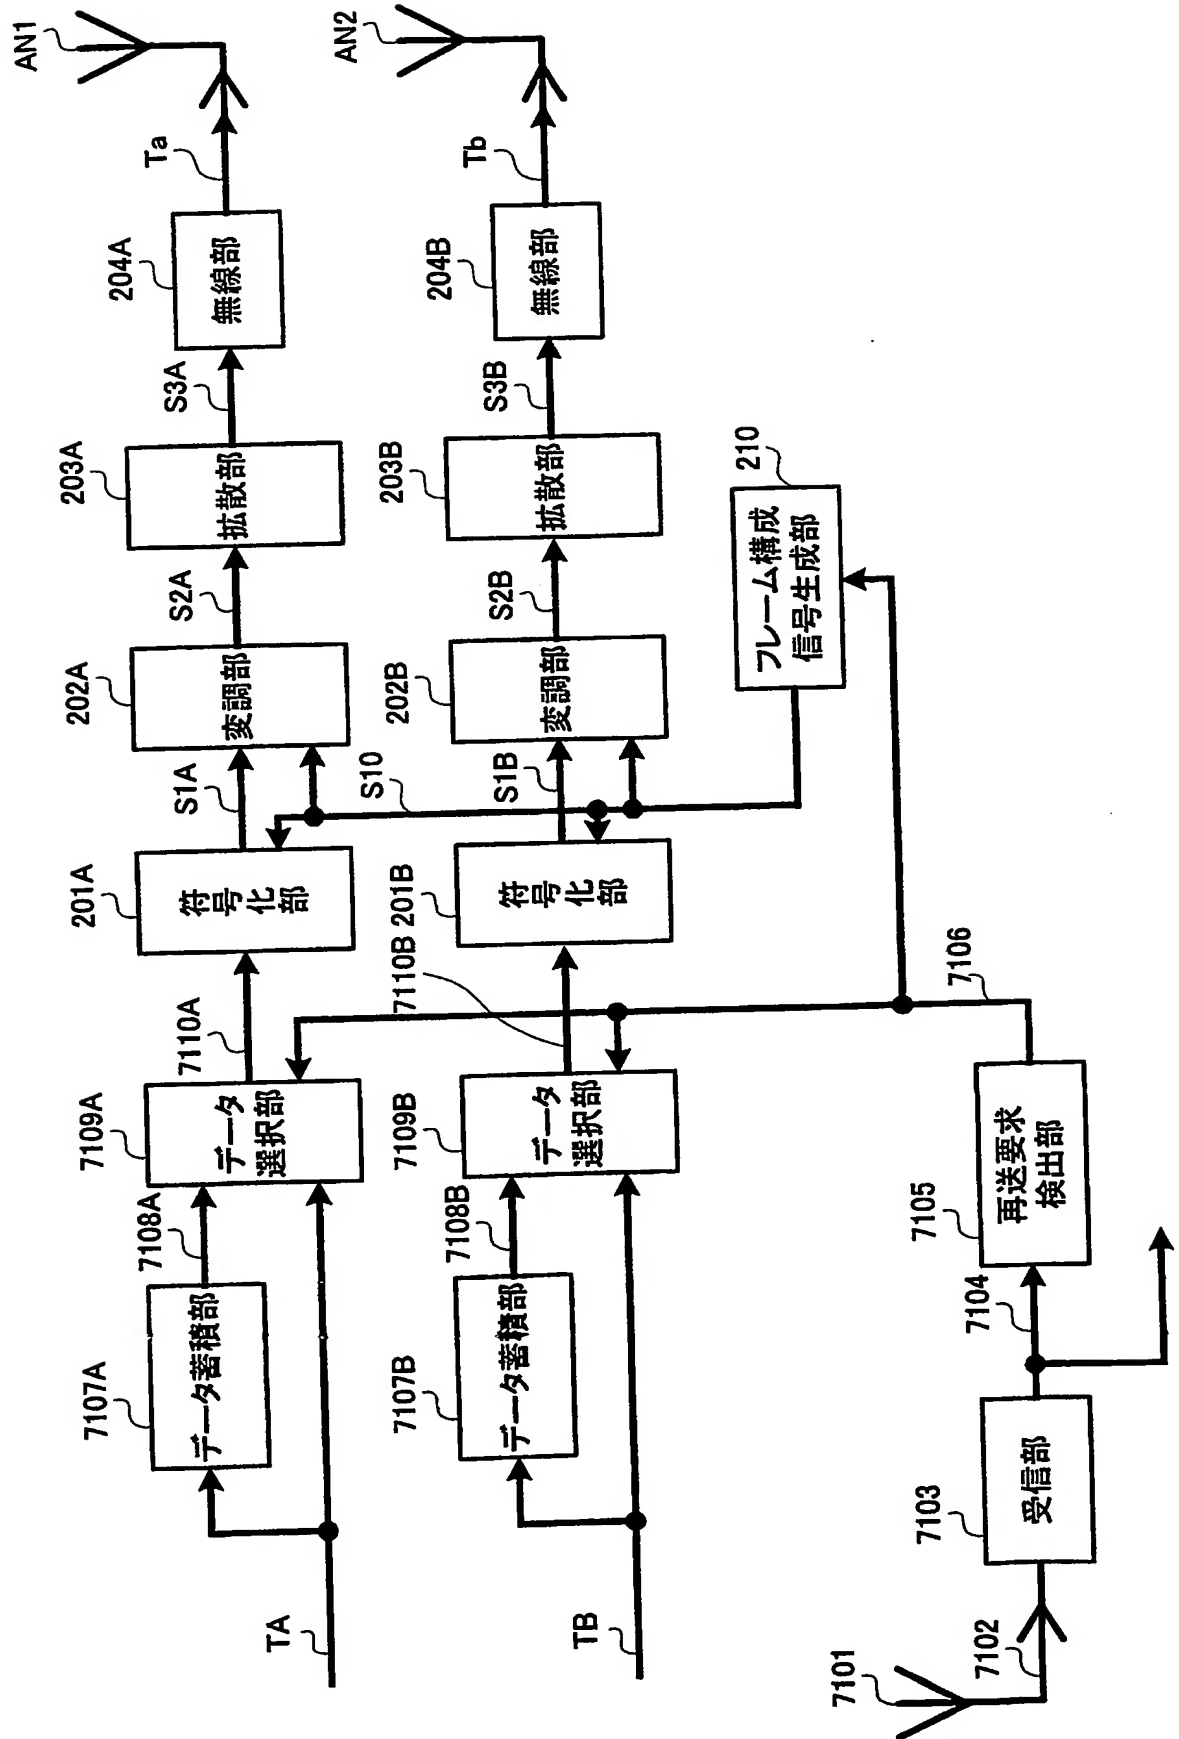 TA
7107A
データ蓄積部
7108A
7109A
データ
選択部
7110A
201A
符号化
部
S1A
202A
変調部
S2A
203A
拡散部
S3A
204A
無線部
Ta
AN1
TB
7107B
データ蓄積部
7108B
7109B
データ
選択部
7110B
201B
符号化
部
S1B
S10
202B
変調部
S2B
203B
拡散部
S3B
204B
無線部
Tb
AN2
210
フレーム構成
信号生成部
7101
7102
7103
受信部
7104
7105
再送要求
検出部
7106